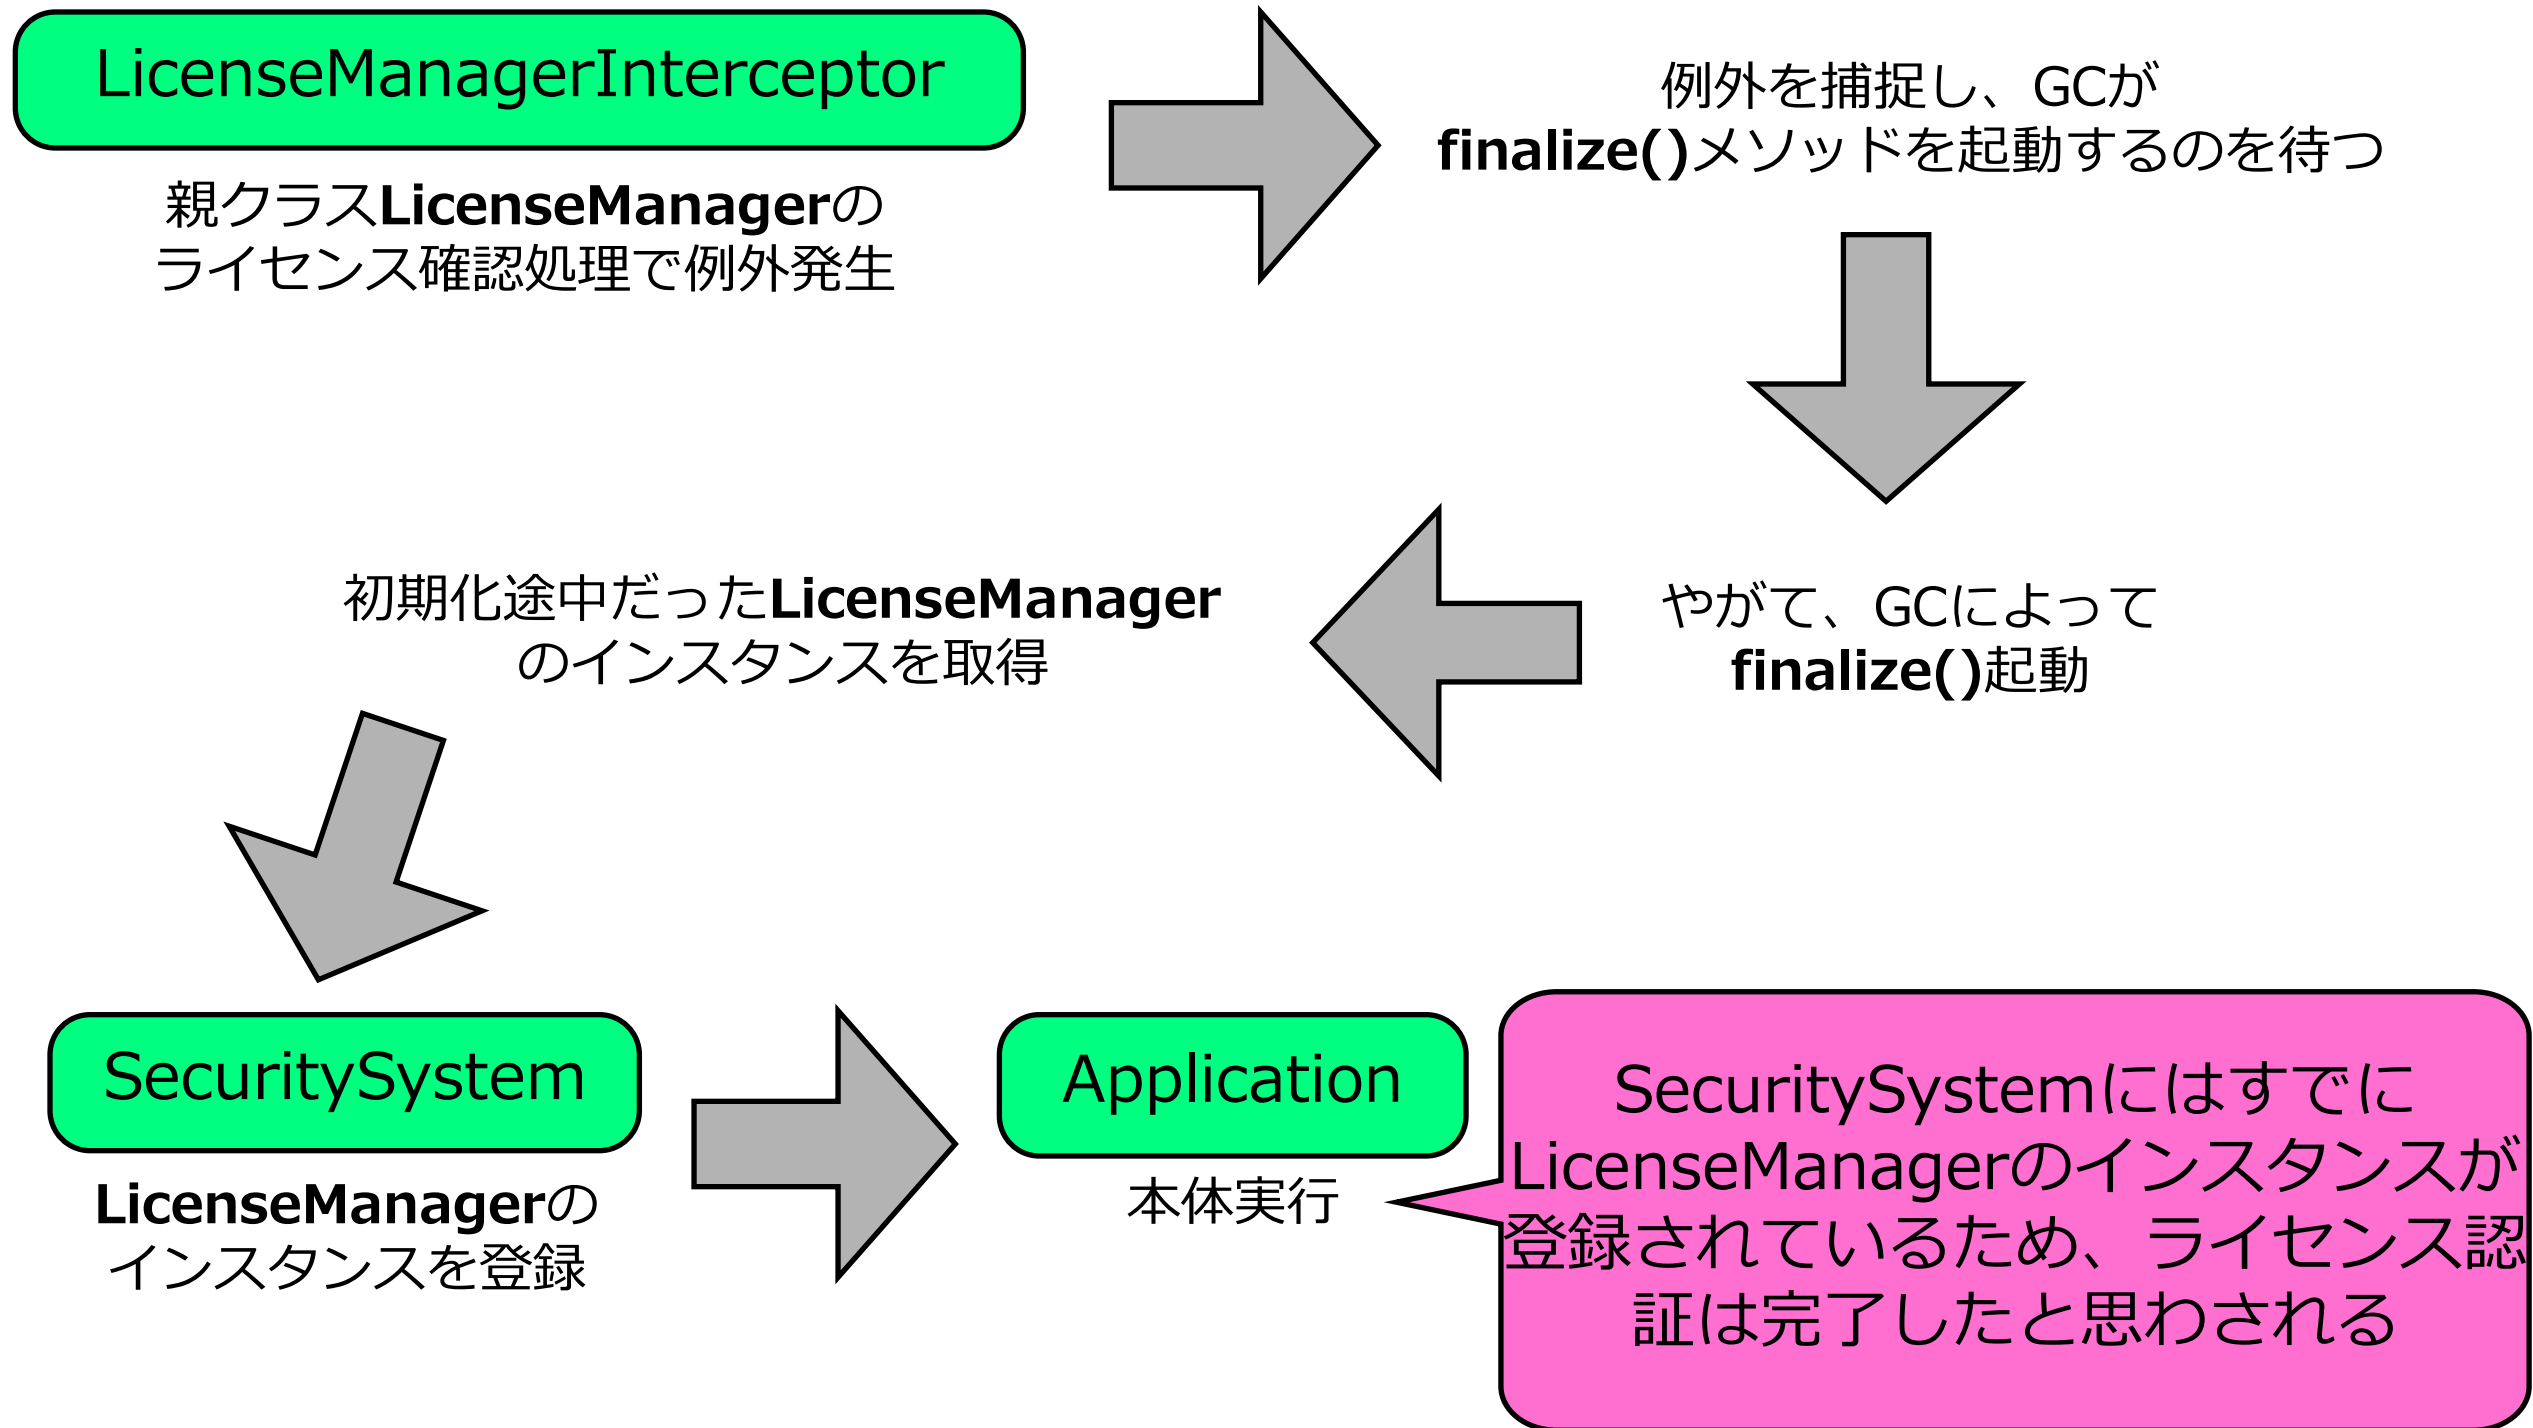 LicenseManagerInterceptor
親クラスLicenseManagerの
ライセンス確認処理で例外発生
例外を捕捉し、GCが
finalize()メソッドを起動するのを待つ
やがて、GCによって
finalize()起動
初期化途中だったLicenseManager
のインスタンスを取得
SecuritySystem
LicenseManagerの
インスタンスを登録
Application
本体実行
SecuritySystemにはすでに
LicenseManagerのインスタンスが
登録されているため、ライセンス認
証は完了したと思われる